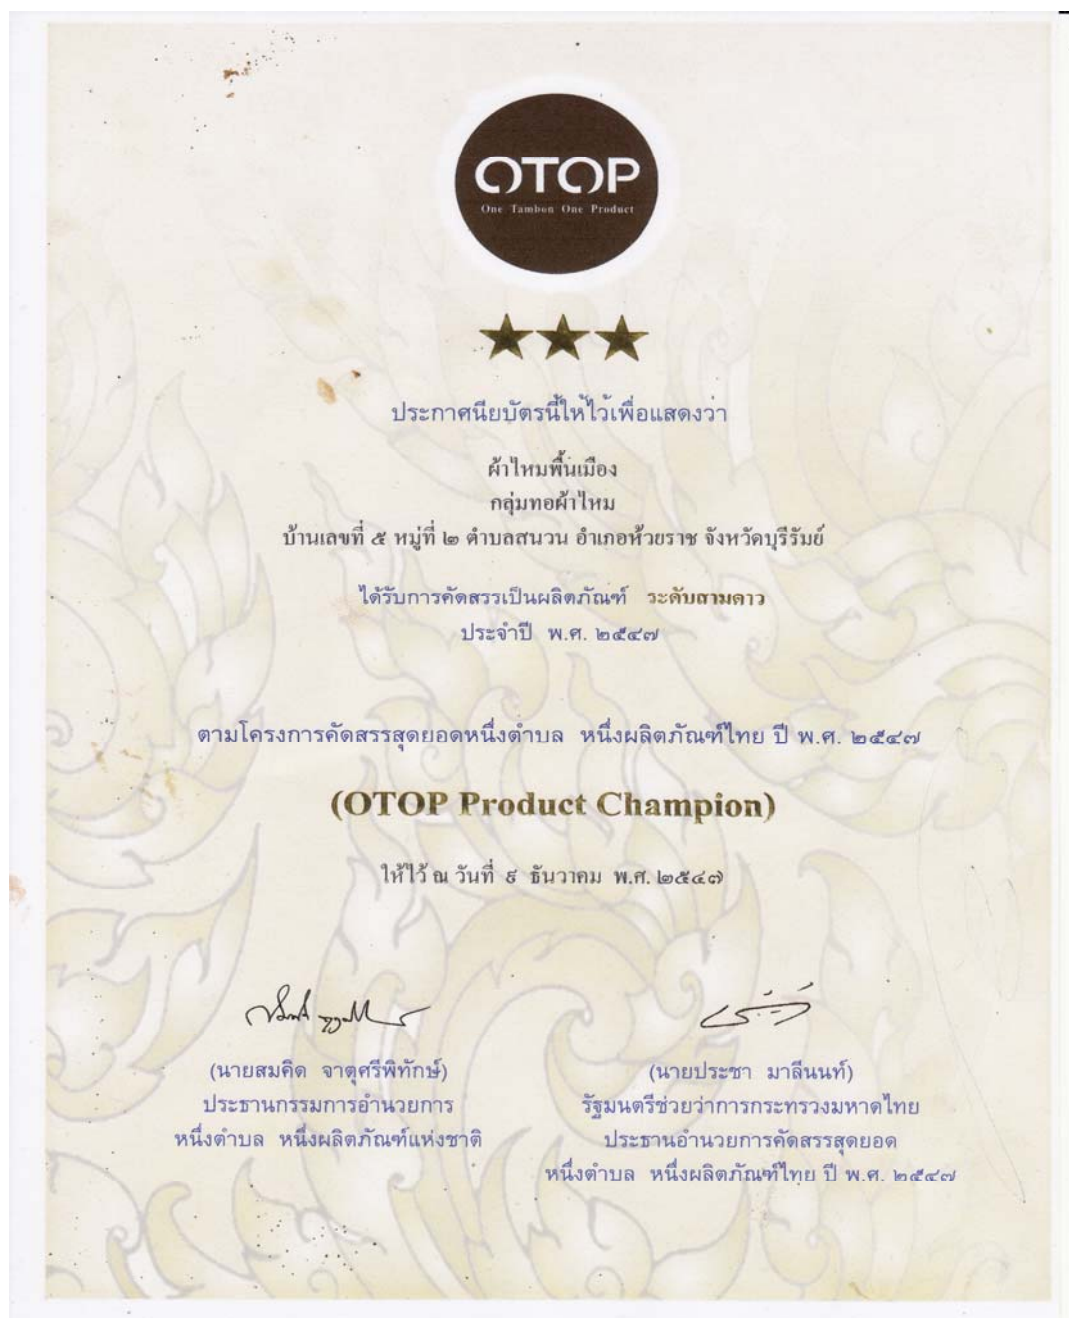 OTOP
One Tambon One Product
ประกาศนียบัตรนี้ให้ไว้เพื่อแสดงว่า
ผ้าไหมพื้นเมือง
กลุ่มทอผ้าไหม
บ้านเลขที่ ๕ หมู่ที่ ๒ ตำบลสนวน อำเภอห้วยราช จังหวัดบุรีรัมย์
ได้รับการคัดสรรเป็นผลิตภัณฑ์ ระดับสามดาว
ประจำปี พ.ศ. ๒๕๔๗
ตามโครงการคัดสรรสุดยอดหนึ่งตำบล หนึ่งผลิตภัณฑ์ไทย ปี พ.ศ. ๒๕๔๗
(OTOP Product Champion)
ให้ไว้ ณ วันที่ ๙ ธันวาคม พ.ศ. ๒๕๔๗
(นายสมคิด จาตุศรีพิทักษ์)
ประธานกรรมการอำนวยการ
หนึ่งตำบล หนึ่งผลิตภัณฑ์แห่งชาติ
(นายประชา มาลีนนท์)
รัฐมนตรีช่วยว่าการกระทรวงมหาดไทย
ประธานอำนวยการคัดสรรสุดยอด
หนึ่งตำบล หนึ่งผลิตภัณฑ์ไทย ปี พ.ศ. ๒๕๔๗